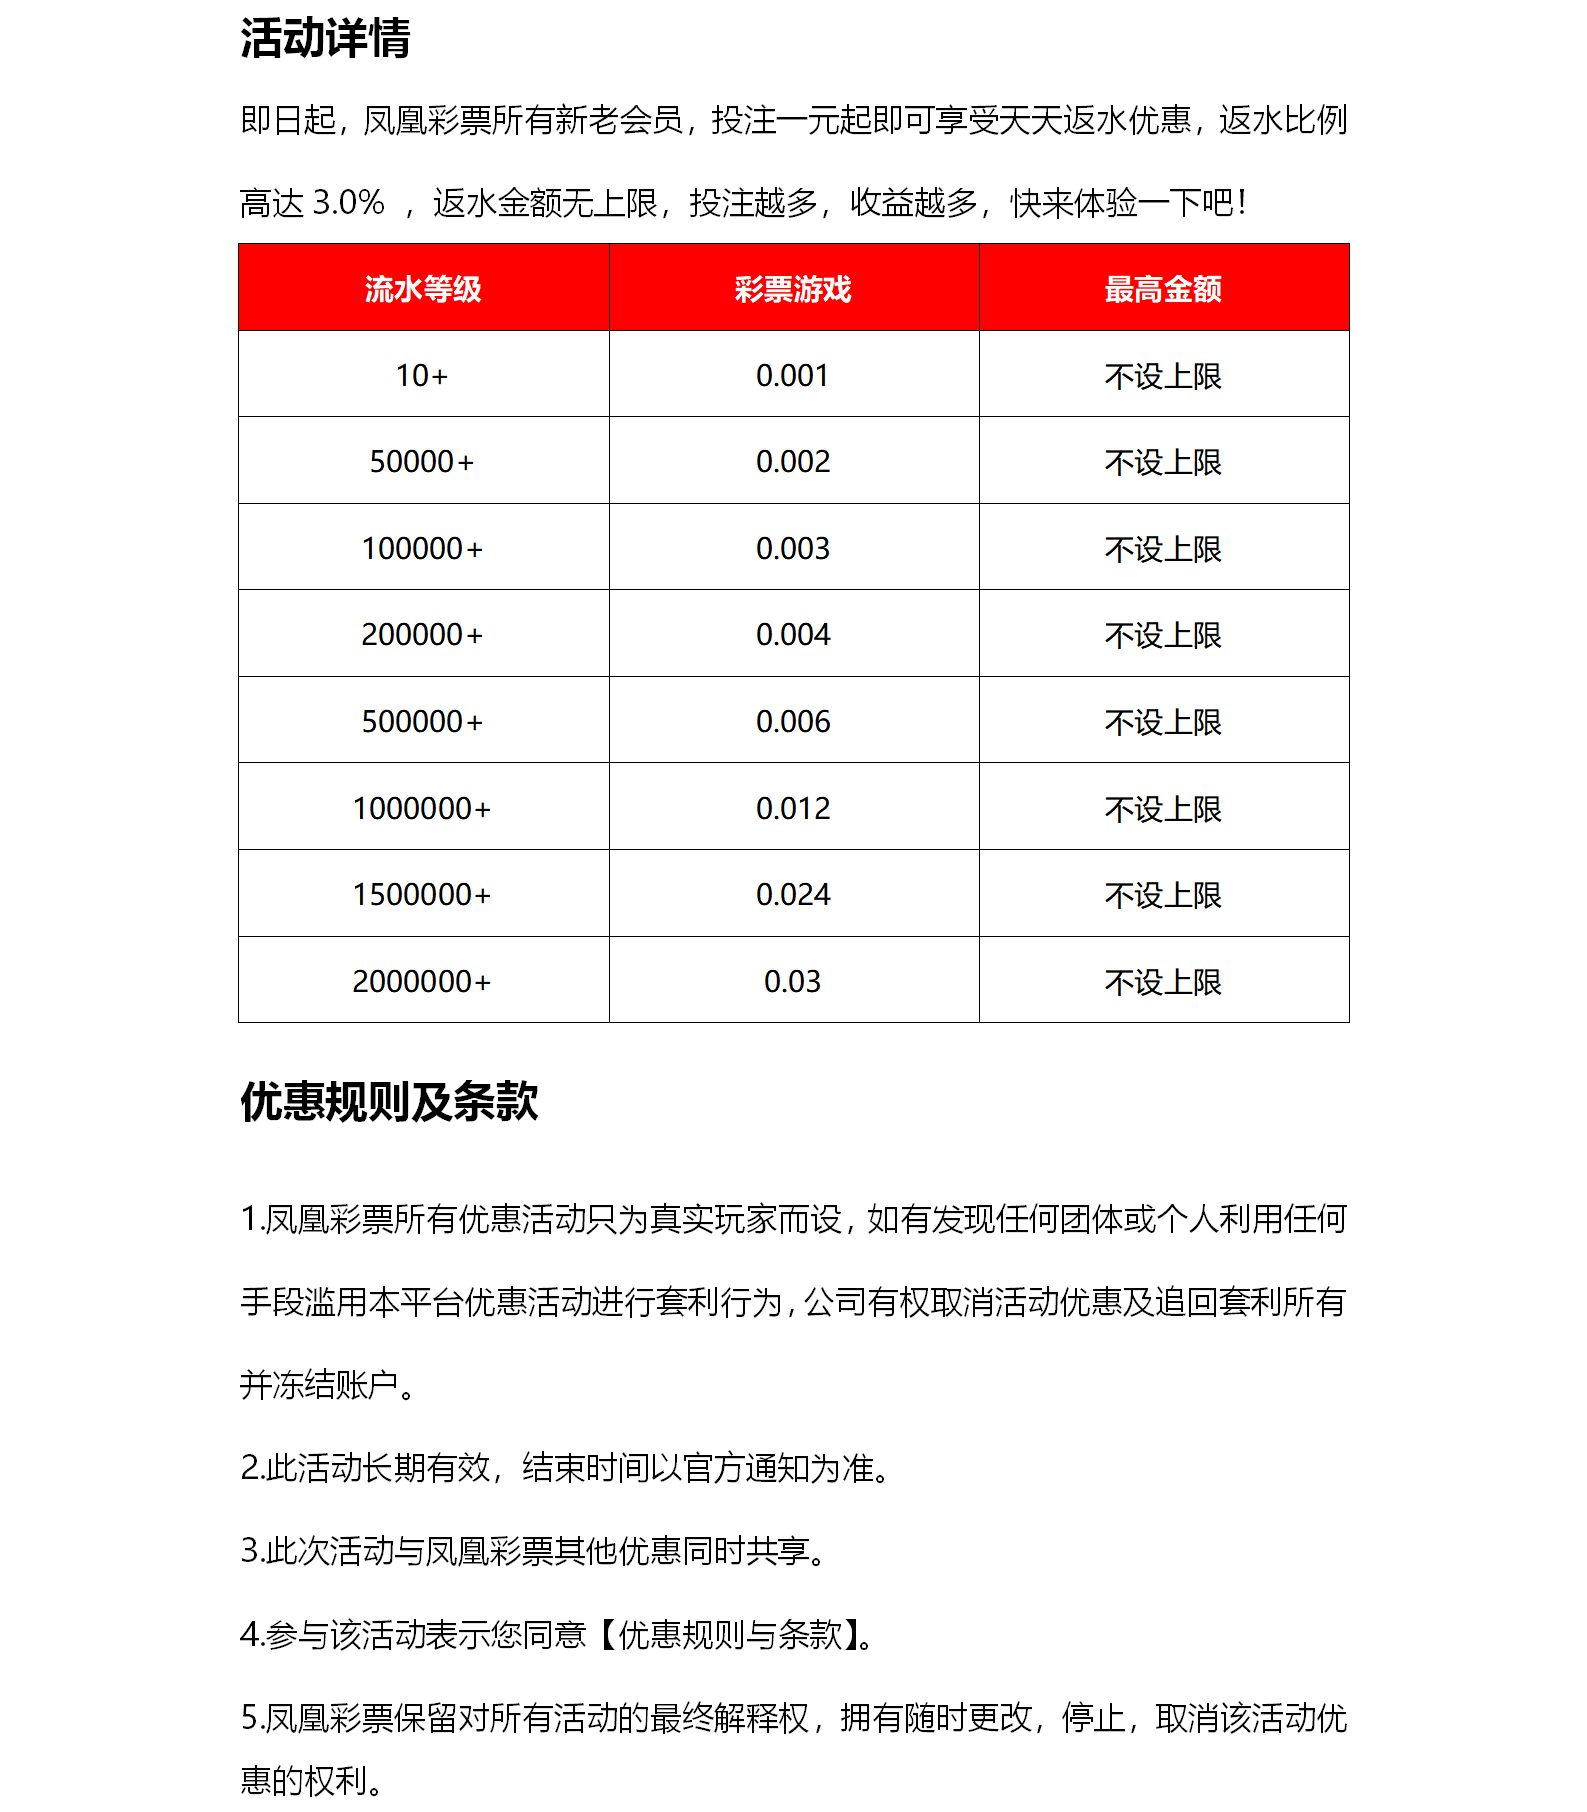 活动详情
即日起，凤凰彩票所有新老会员，投注一元起即可享受天天返水优惠，返水比例
高达 3.0% ，返水金额无上限，投注越多，收益越多，快来体验一下吧！
流水等级 彩票游戏 最高金额
10+ 0.001 不设上限
50000+ 0.002 不设上限
100000+ 0.003 不设上限
200000+ 0.004 不设上限
500000+ 0.006 不设上限
1000000+ 0.012 不设上限
1500000+ 0.024 不设上限
2000000+ 0.03 不设上限
优惠规则及条款
1.凤凰彩票所有优惠活动只为真实玩家而设，如有发现任何团体或个人利用任何
手段滥用本平台优惠活动进行套利行为，公司有权取消活动优惠及追回套利所有
并冻结账户。
2.此活动长期有效，结束时间以官方通知为准。
3.此次活动与凤凰彩票其他优惠同时共享。
4.参与该活动表示您同意【优惠规则与条款】。
5.凤凰彩票保留对所有活动的最终解释权，拥有随时更改，停止，取消该活动优
惠的权利。